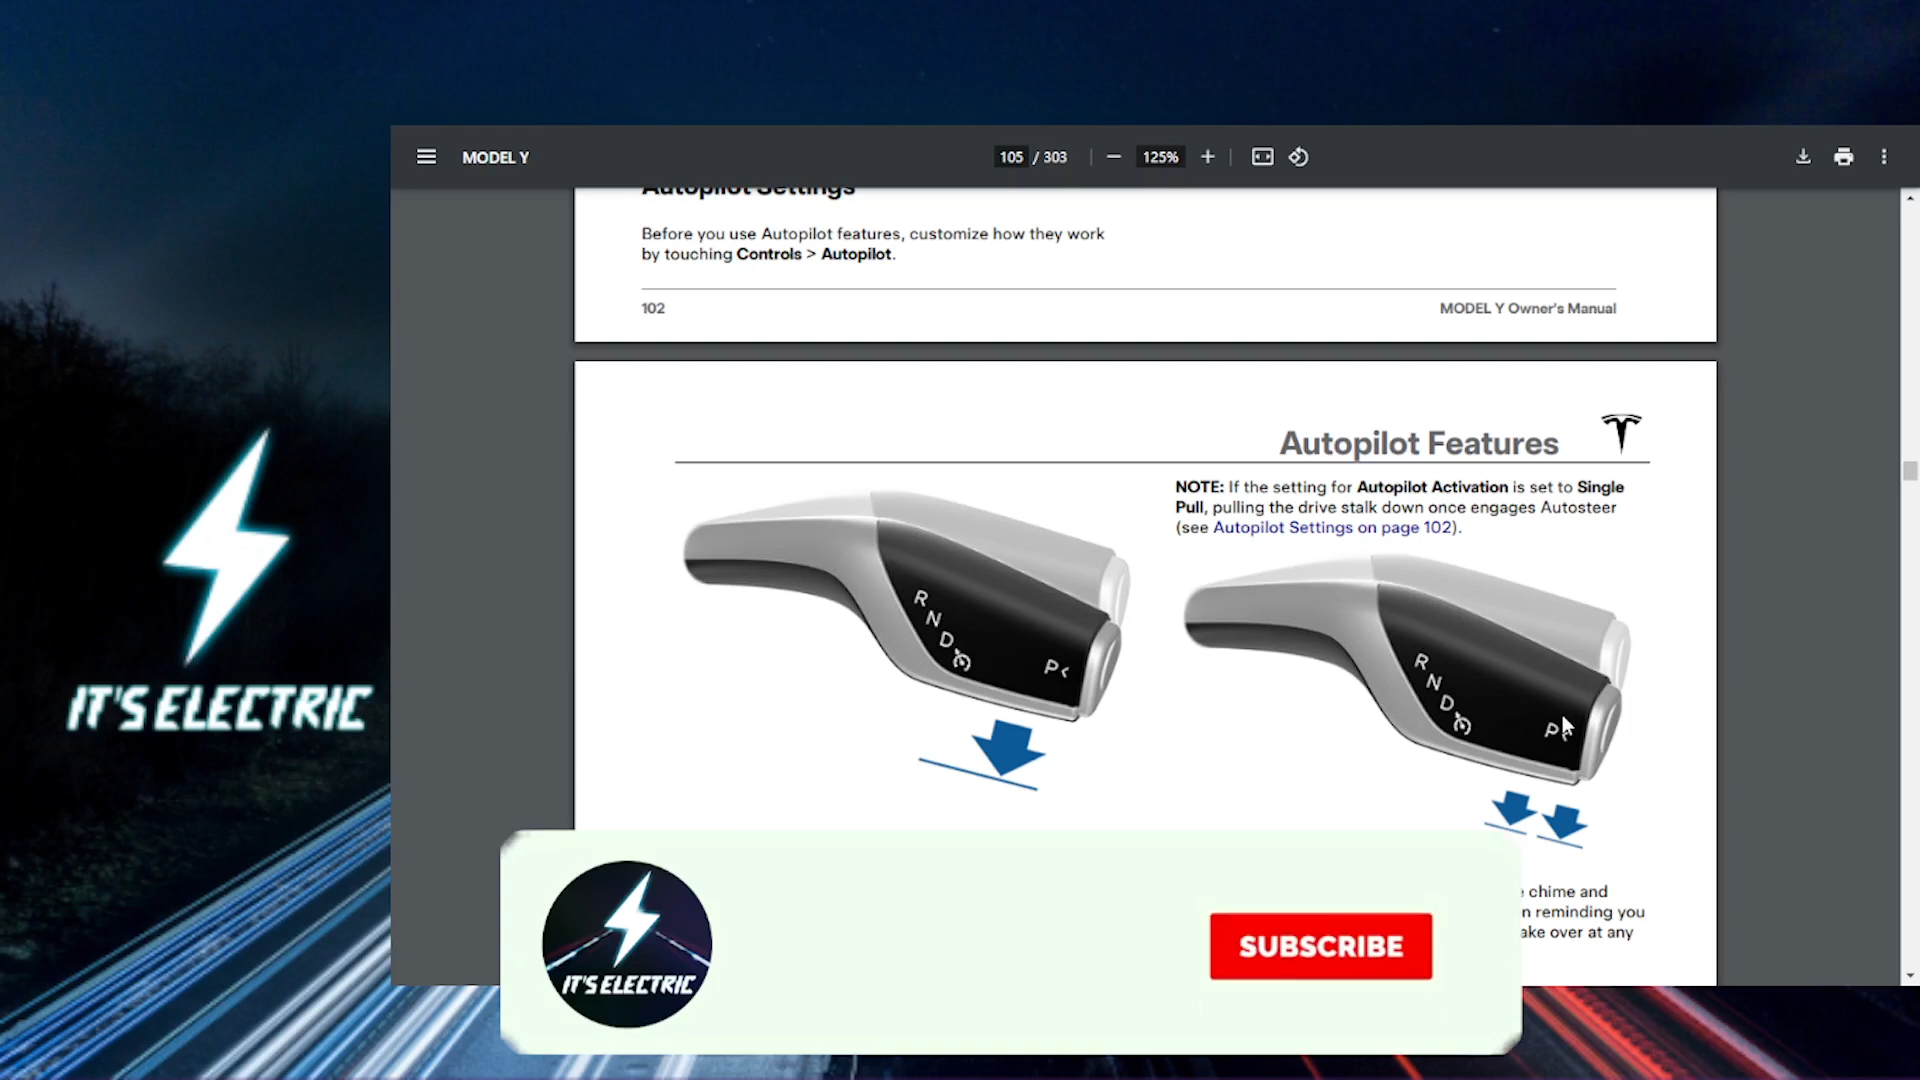 MODEL Y
105 / 303
125%
Autopilot Settings
Before you use Autopilot features, customize how they work
by touching Controls > Autopilot.
102
MODEL Y Owner's Manual
Autopilot Features
NOTE: If the setting for Autopilot Activation is set to Single
Pull, pulling the drive stalk down once engages Autosteer
(see Autopilot Settings on page 102).
R
N
D
P<
R
N
D
P
IT'S ELECTRIC
chime and
reminding you
over at any
SUBSCRIBE
IT'S ELECTRIC